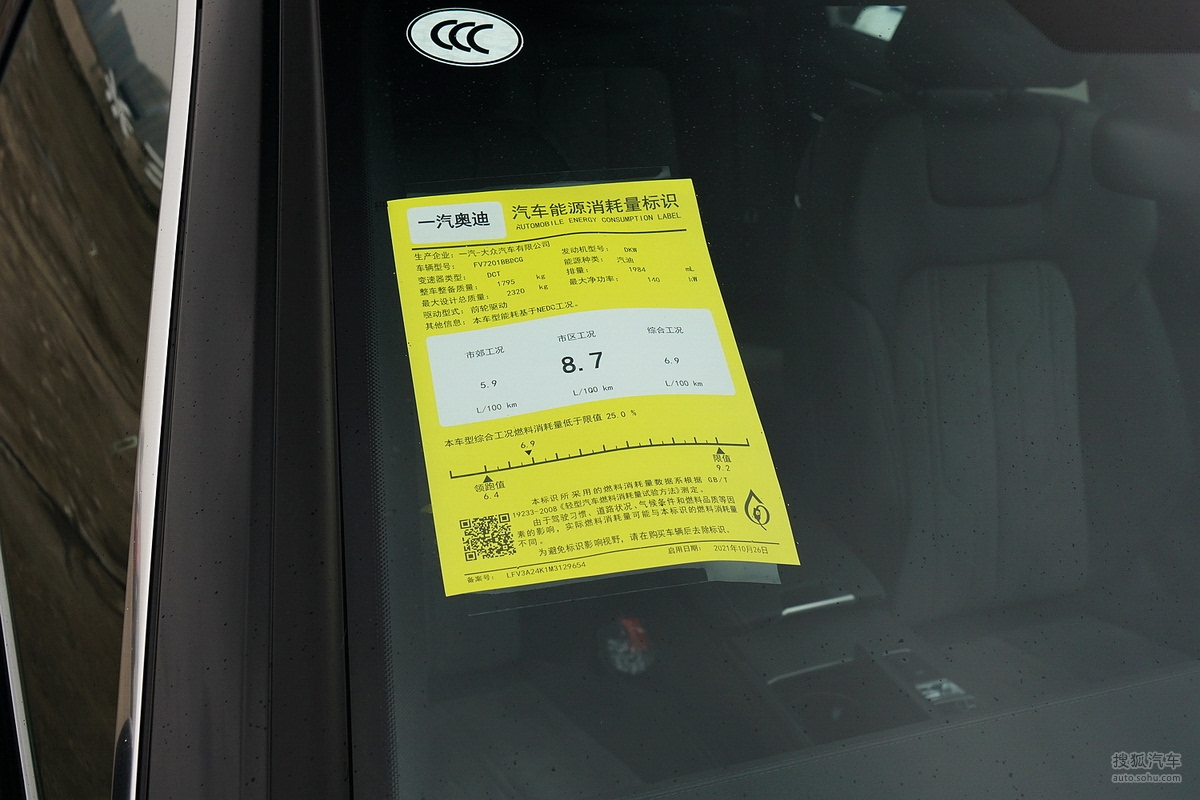 CCC
一汽奥迪
汽车能源消耗量标识
AUTOMOBILE ENERGY CONSUMPTION LABEL
生产企业: 一汽-大众汽车有限公司
车辆型号: FV7201BBDCG
发动机型号: DKW
变速器类型: DCT
能源种类: 汽油
整车整备质量: 1795 kg
排量: 1984 mL
最大设计总质量: 2320 kg
最大净功率: 140 kW
驱动型式: 前轮驱动
其他信息: 本车型能耗基于NEDC工况。
市郊工况 市区工况 综合工况
5.9 8.7 6.9
L/100 km L/100 km L/100 km
本车型综合工况燃料消耗量低于限值 25.0 %
6.9
领跑值 限值
6.4 9.2
本标识所采用的燃料消耗量数据系根据 GB/T
19233-2008《轻型汽车燃料消耗量试验方法》测定。
由于驾驶习惯、道路状况、气候条件和燃料品质等因
素的影响, 实际燃料消耗量可能与本标识的燃料消耗量
不同。
为避免标识影响视野, 请在购买车辆后去除标识。
备案号: LFV3A24K1M3129654
启用日期: 2021年10月26日
搜狐汽车
auto.sohu.com